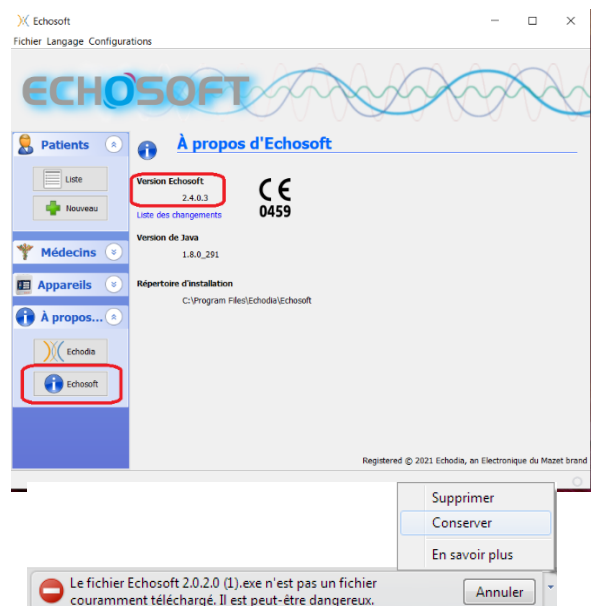 Echosoft
Fichier Langage Configurations
ECHOSOFT
Patients
Liste
Nouveau
Médecins
Appareils
À propos...
Echodia
Echosoft
À propos d'Echosoft
Version Echosoft
2.4.0.3
Liste des changements
CE
0459
Version de Java
1.8.0_291
Répertoire d'installation
C:\Program Files\Echodia\Echosoft
Registered © 2021 Echodia, an Electronique du Mazet brand
Supprimer
Conserver
En savoir plus
Le fichier Echosoft 2.0.2.0 (1).exe n'est pas un fichier
couramment téléchargé. Il est peut-être dangereux.
Annuler